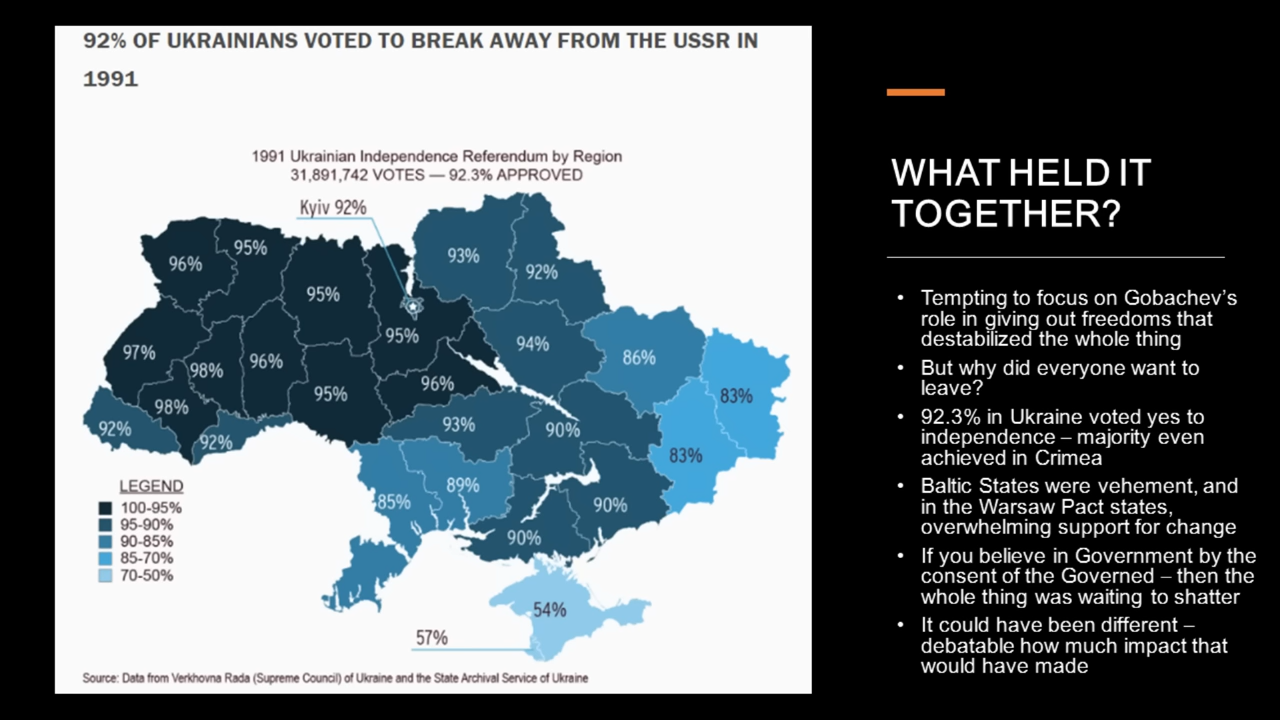 92% OF UKRAINIANS VOTED TO BREAK AWAY FROM THE USSR IN
1991
1991 Ukrainian Independence Referendum by Region
31,891,742 VOTES — 92.3% APPROVED
Kyiv 92%
96%
95%
95%
93%
92%
95%
94%
86%
83%
97%
98%
96%
95%
96%
98%
92%
92%
93%
90%
83%
85%
89%
90%
90%
54%
57%
LEGEND
100-95%
95-90%
90-85%
85-70%
70-50%
Source: Data from Verkhovna Rada (Supreme Council) of Ukraine and the State Archival Service of Ukraine
WHAT HELD IT
TOGETHER?
• Tempting to focus on Gobachev’s
role in giving out freedoms that
destabilized the whole thing
• But why did everyone want to
leave?
• 92.3% in Ukraine voted yes to
independence – majority even
achieved in Crimea
• Baltic States were vehement, and
in the Warsaw Pact states,
overwhelming support for change
• If you believe in Government by the
consent of the Governed – then the
whole thing was waiting to shatter
• It could have been different –
debatable how much impact that
would have made